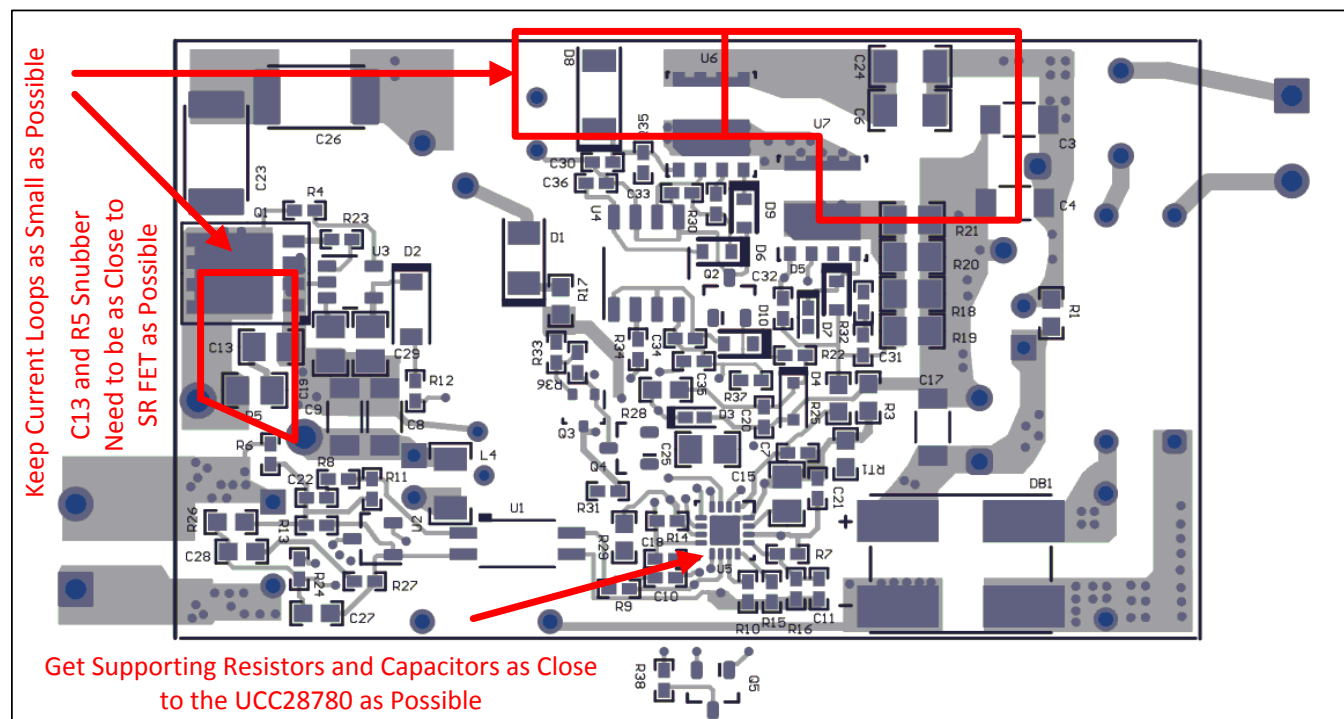 Keep Current Loops as Small as Possible
C13 and R5 Snubber
Need to be as Close to
SR FET as Possible
D8
U6
C24
C6
U7
C3
C4
C26
C23
R35
C30
C36
C33
R4
Q1
R23
U3
D2
U4
R30
D9
D6
Q2
C32
D5
D1
R17
R21
R20
R18
R19
R1
D10
D7
R32
C31
R22
C13
C19
C29
R12
R5
C9
C8
R33
R36
R34
C34
C35
R37
D4
R28
D3
C20
R25
R3
C17
Q3
Q4
C25
C7
RT1
R6
R8
R11
L4
C22
R31
C15
C21
DB1
R26
R13
U2
U1
R29
C18
R14
+
C28
U5
R7
R24
R27
R9
C10
C27
R10
R15
R16
C11
-
Get Supporting Resistors and Capacitors as Close
to the UCC28780 as Possible
R38
Q5